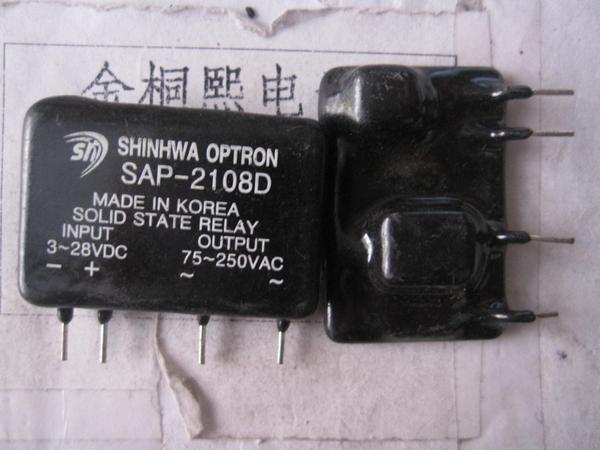 金桐熙电
sh
SHINHWA OPTRON
SAP-2108D
MADE IN KOREA
SOLID STATE RELAY
INPUT OUTPUT
3~28VDC 75~250VAC
− + ~ ~